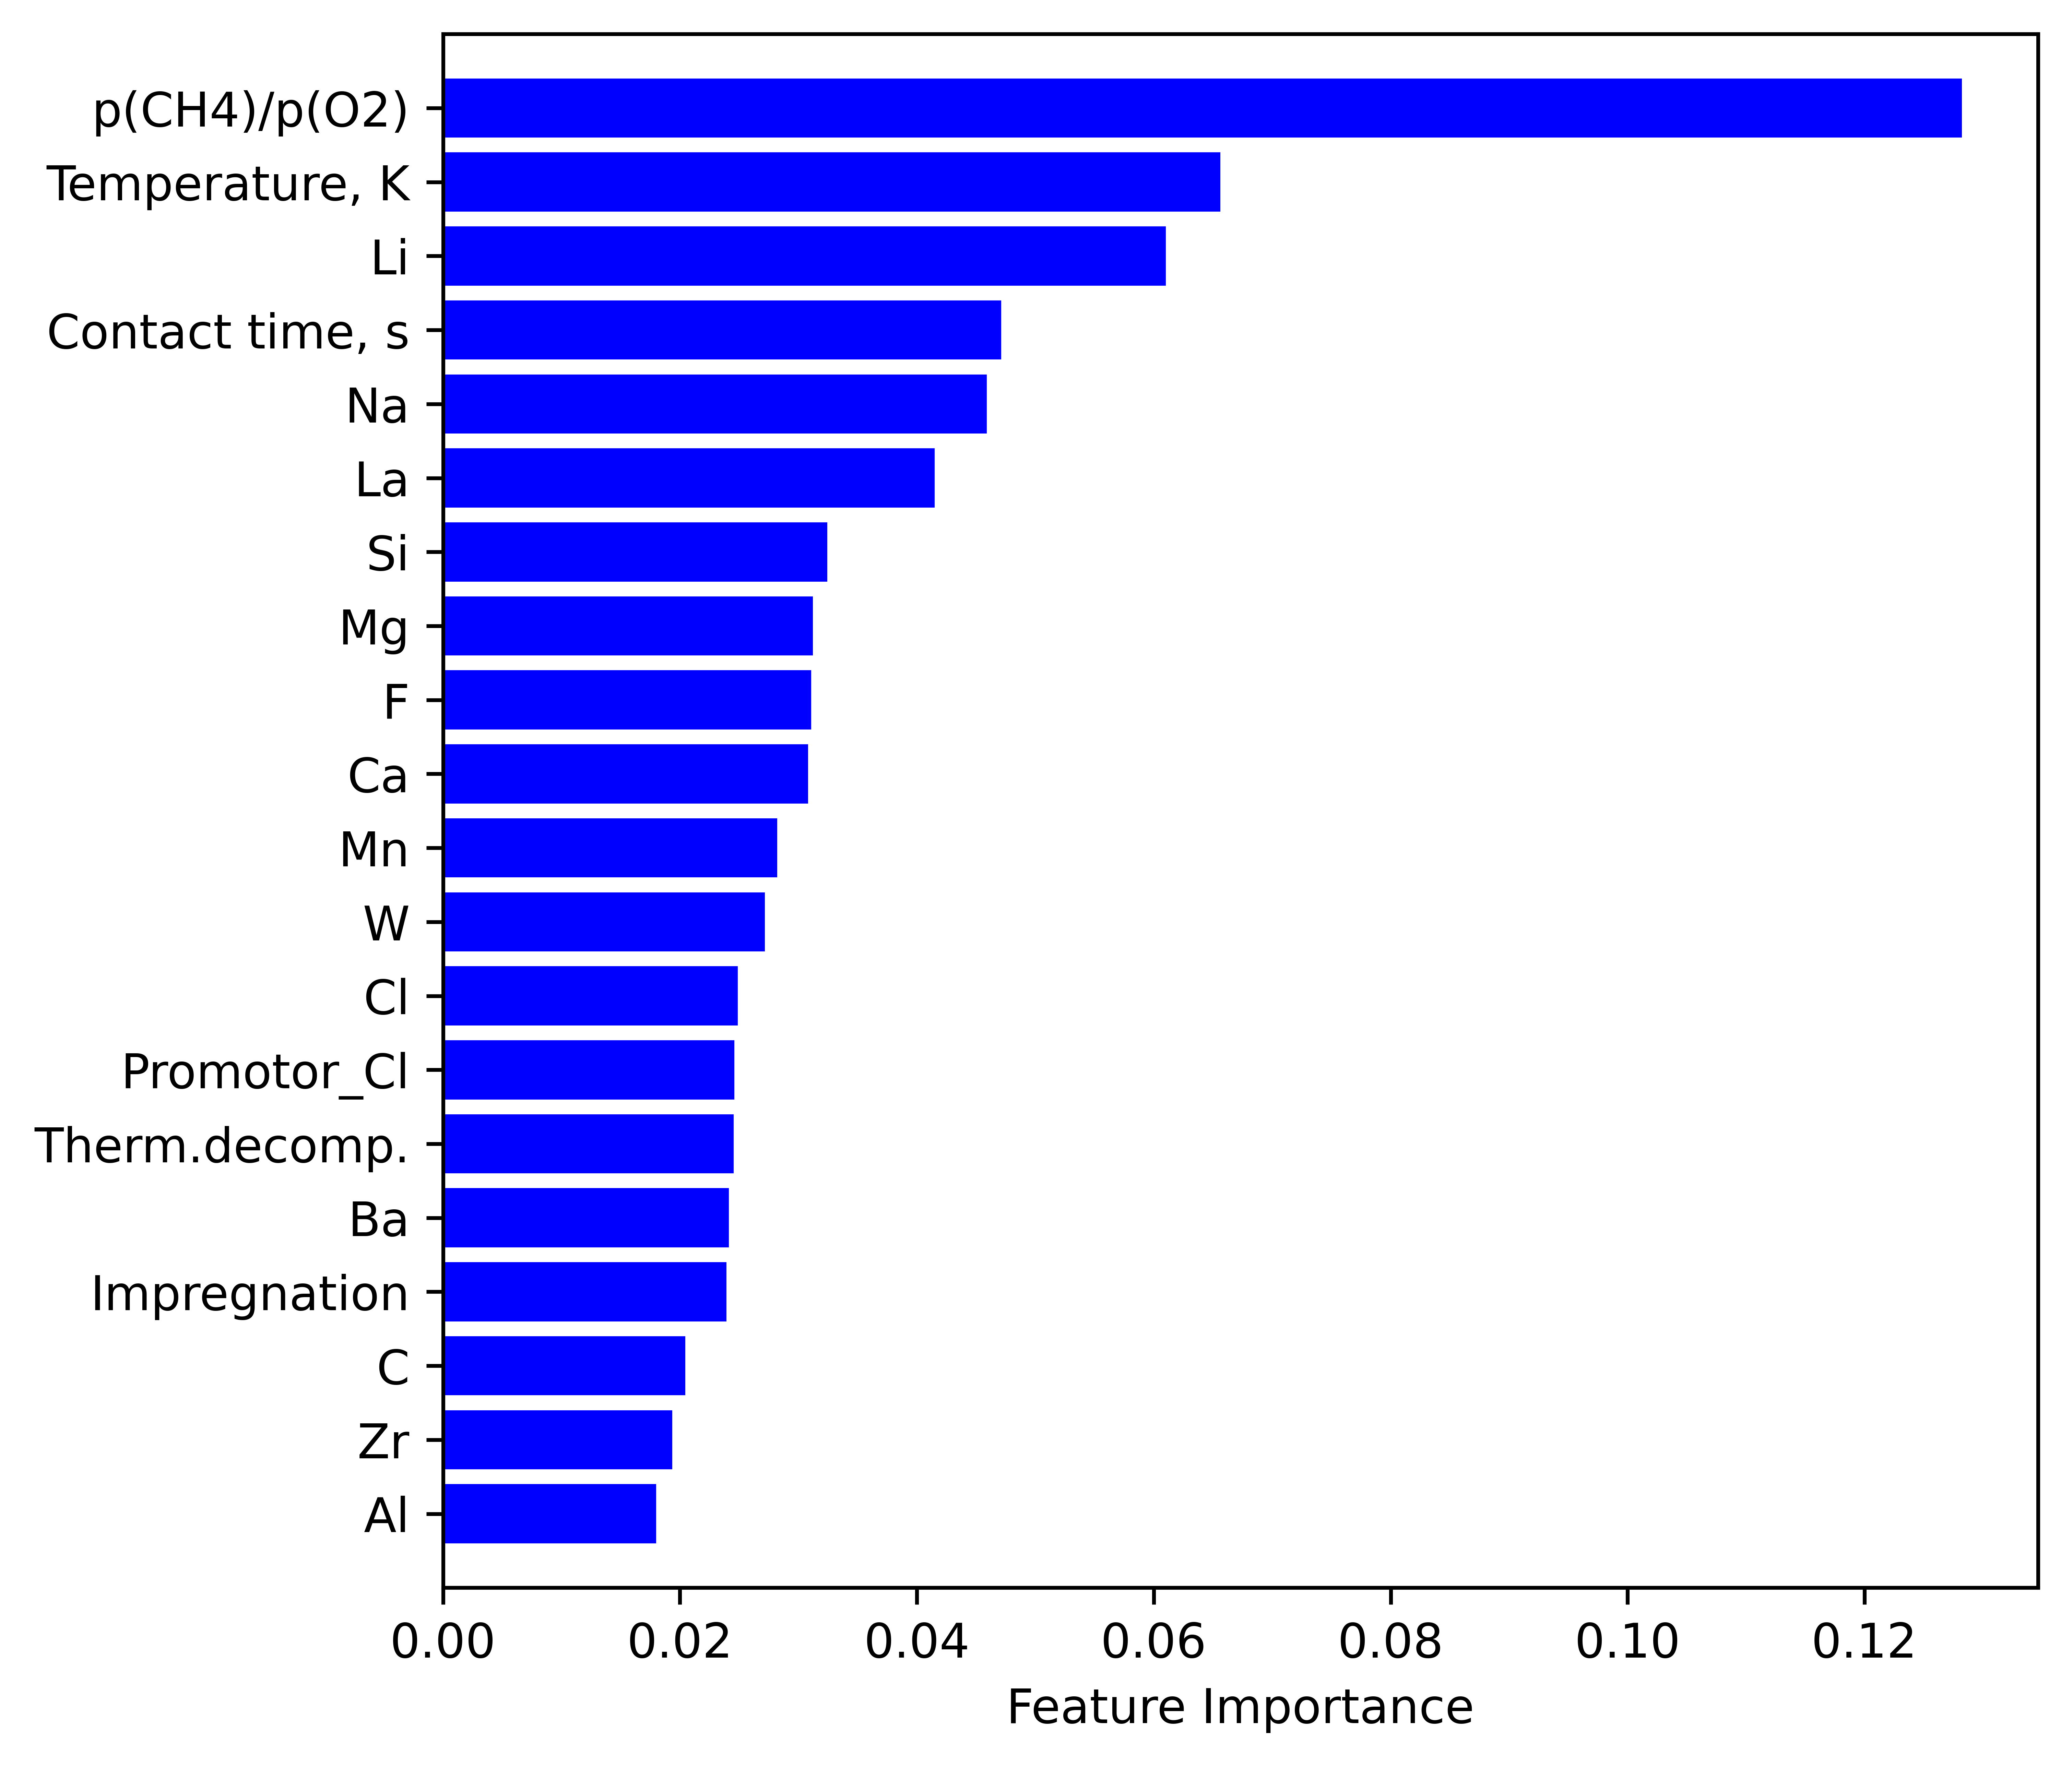 p(CH4)/p(O2)
Temperature, K
Li
Contact time, s
Na
La
Si
Mg
F
Ca
Mn
W
Cl
Promotor_Cl
Therm.decomp.
Ba
Impregnation
C
Zr
Al
0.00 0.02 0.04 0.06 0.08 0.10 0.12
Feature Importance